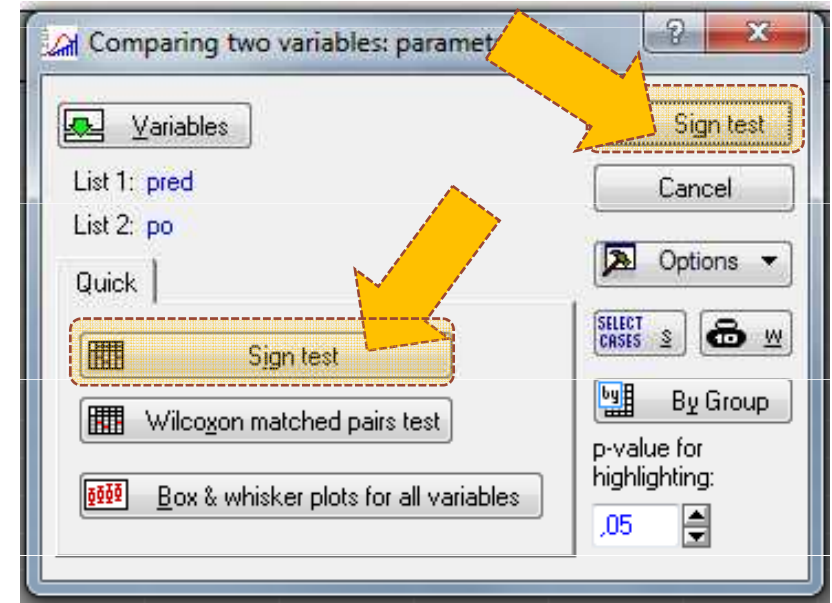 Comparing two variables: paramet
?
x
Variables
Sign test
List 1: pred
Cancel
List 2: po
Options
Quick
SELECT CASES S
W
Sign test
by
By Group
Wilcoxon matched pairs test
p-value for
highlighting:
Box & whisker plots for all variables
,05